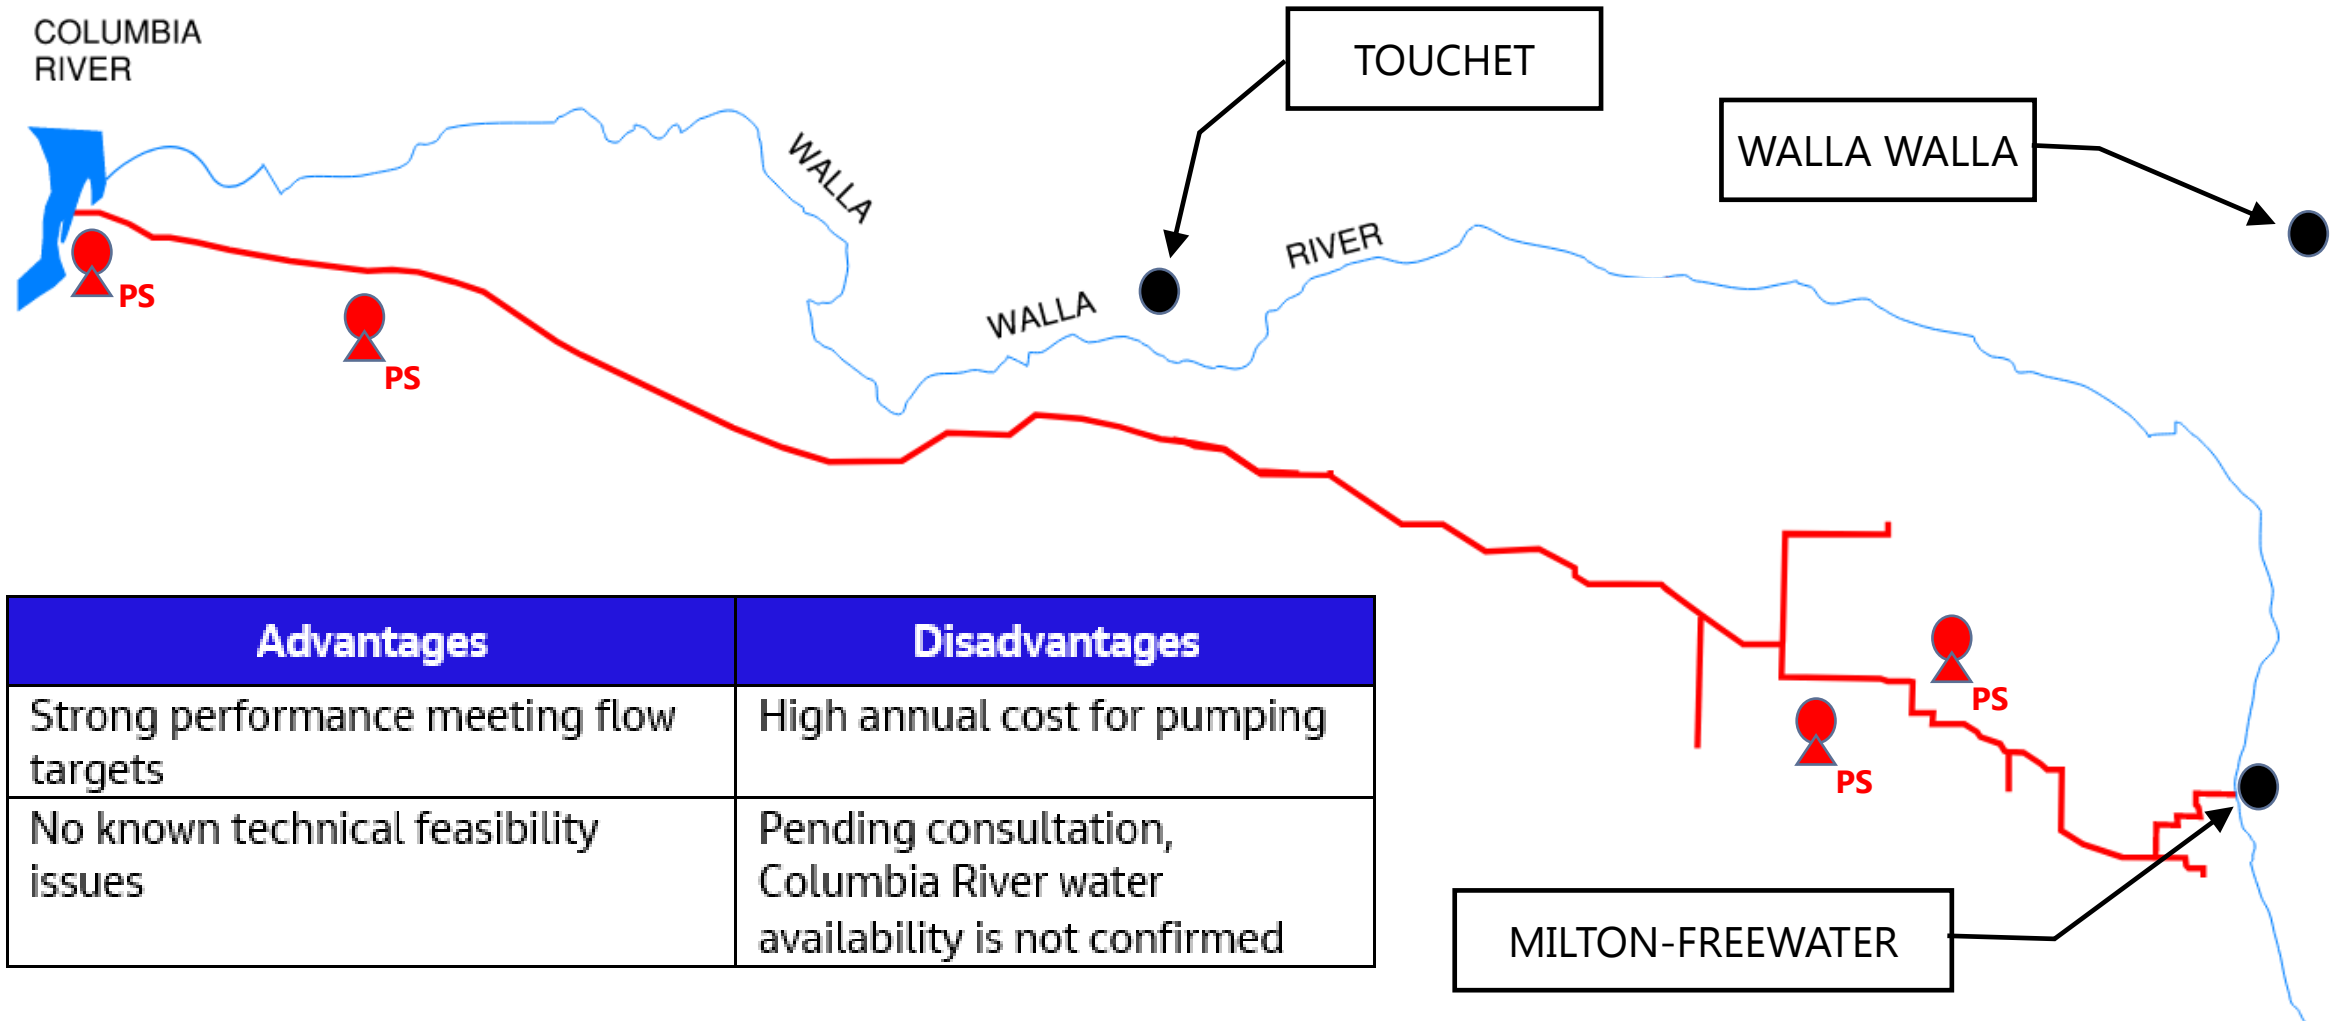 COLUMBIA
RIVER
TOUCHET
WALLA WALLA
WALLA
WALLA
RIVER
PS
PS
PS
PS
MILTON-FREEWATER
Advantages
Disadvantages
Strong performance meeting flow
targets
High annual cost for pumping
No known technical feasibility
issues
Pending consultation,
Columbia River water
availability is not confirmed